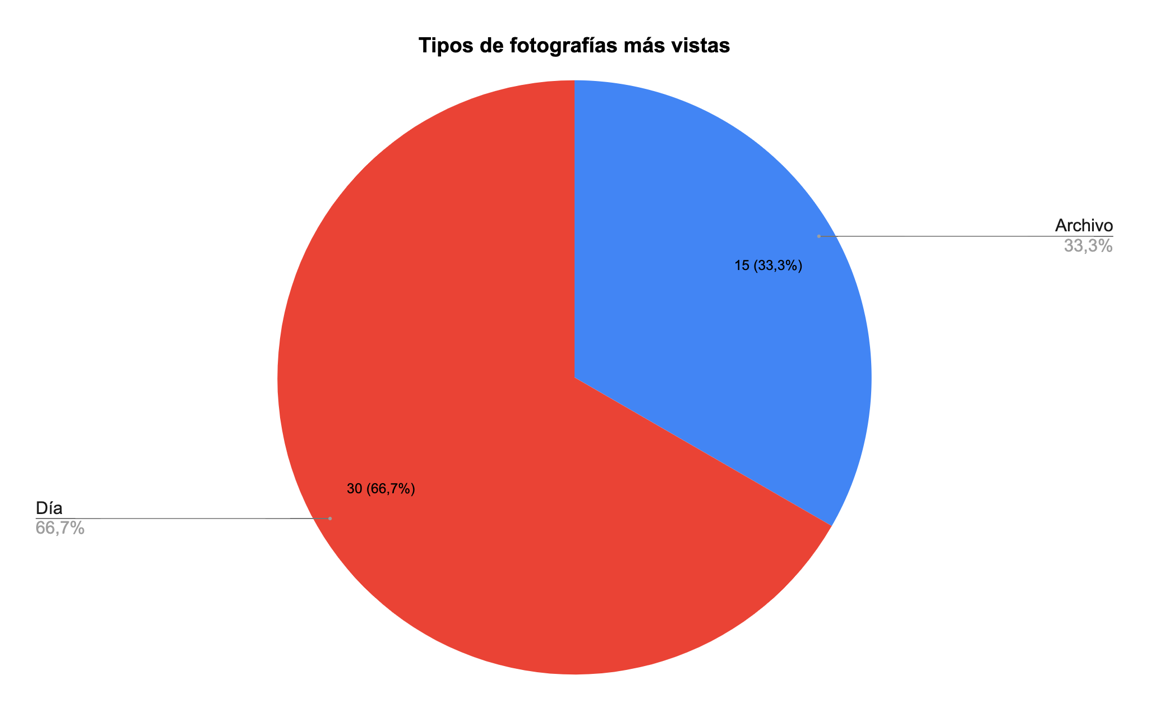 Tipos de fotografías más vistas
Archivo
33,3%
15 (33,3%)
30 (66,7%)
Día
66,7%